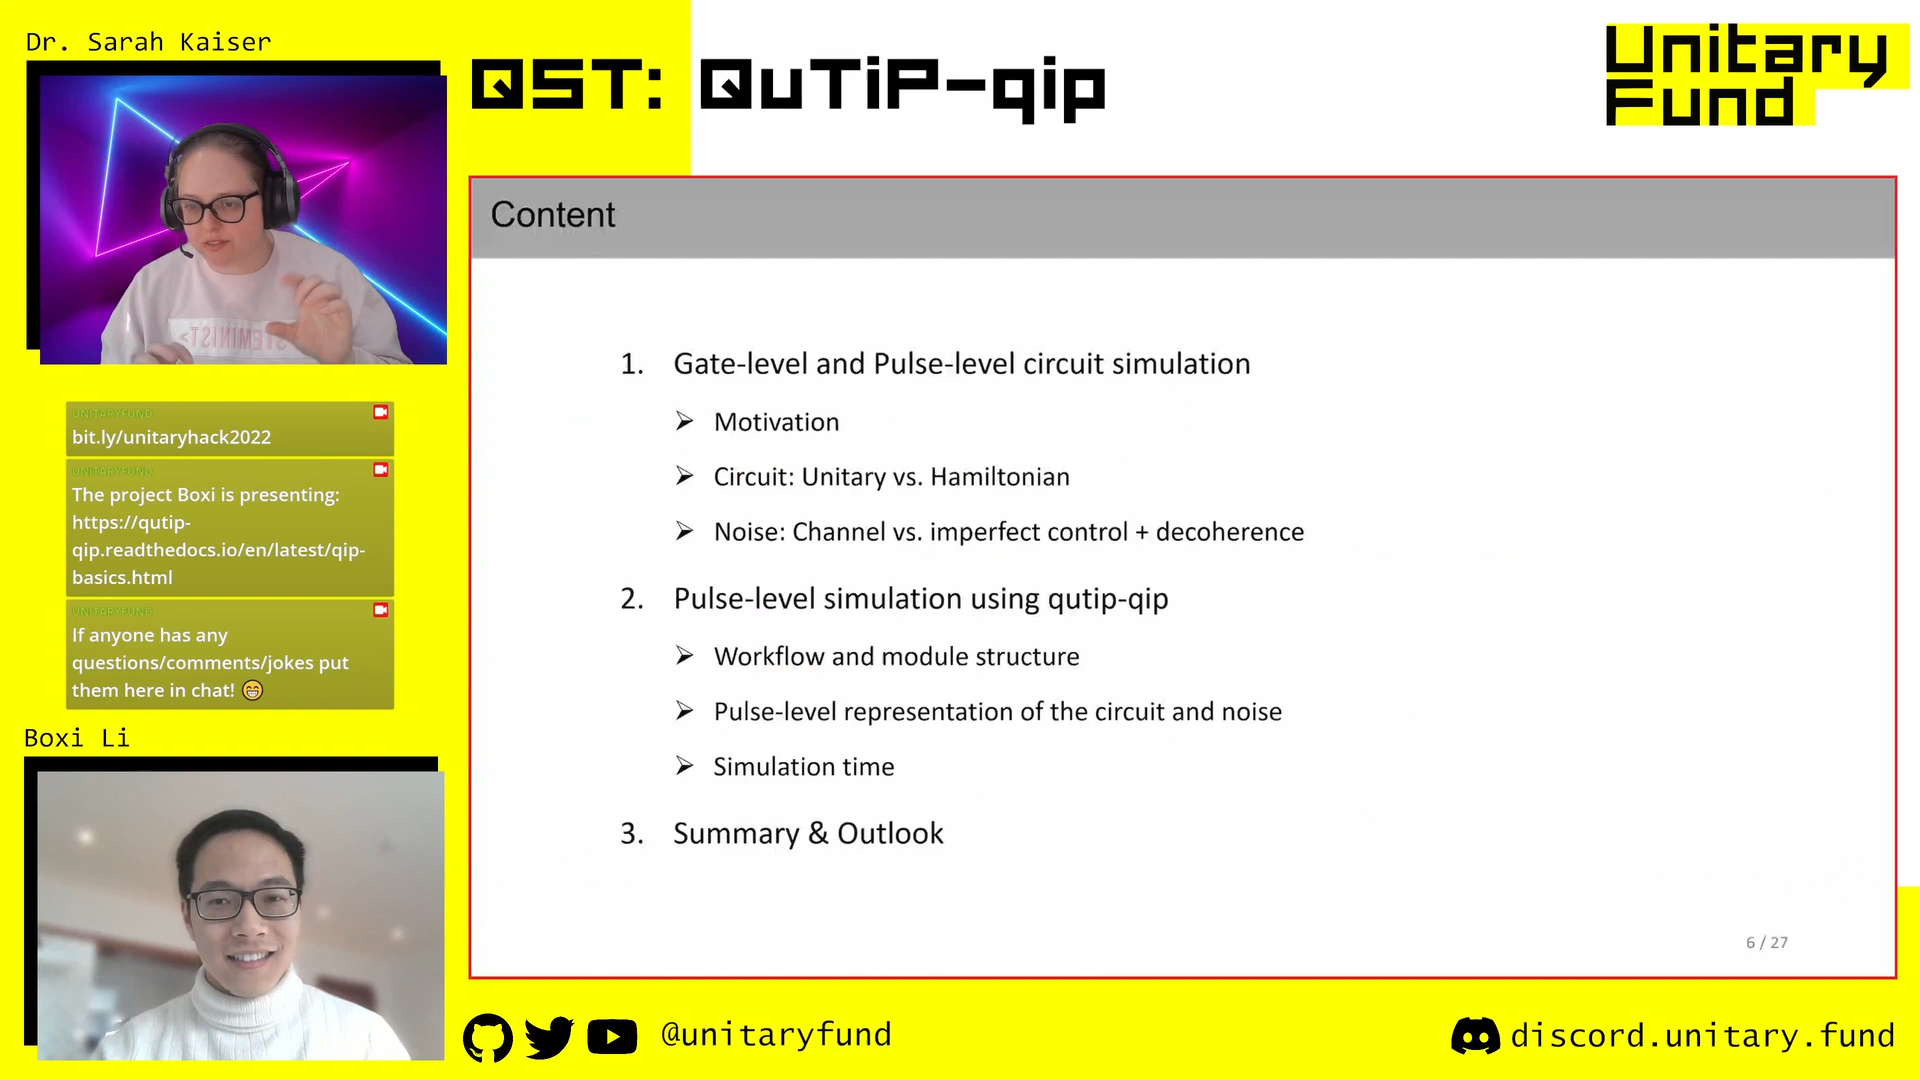 Dr. Sarah Kaiser
QST: QuTiP-qip
Unitary
Fund
UNITARYFUND
bit.ly/unitaryhack2022
UNITARYFUND
The project Boxi is presenting:
https://qutip-
qip.readthedocs.io/en/latest/qip-
basics.html
UNITARYFUND
If anyone has any
questions/comments/jokes put
them here in chat! 😁
Boxi Li
Content
1. Gate-level and Pulse-level circuit simulation
➢ Motivation
➢ Circuit: Unitary vs. Hamiltonian
➢ Noise: Channel vs. imperfect control + decoherence
2. Pulse-level simulation using qutip-qip
➢ Workflow and module structure
➢ Pulse-level representation of the circuit and noise
➢ Simulation time
3. Summary & Outlook
6 / 27
@unitaryfund
discord.unitary.fund